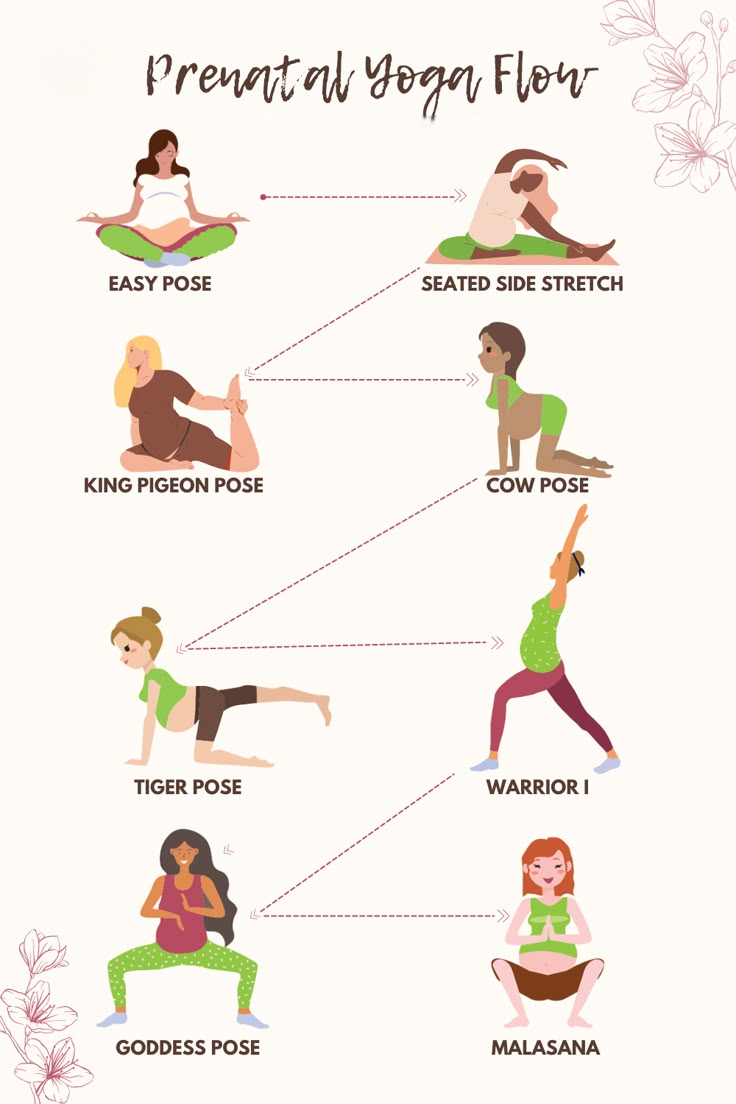 Prenatal Yoga Flow
EASY POSE
SEATED SIDE STRETCH
KING PIGEON POSE
COW POSE
TIGER POSE
WARRIOR I
GODDESS POSE
MALASANA